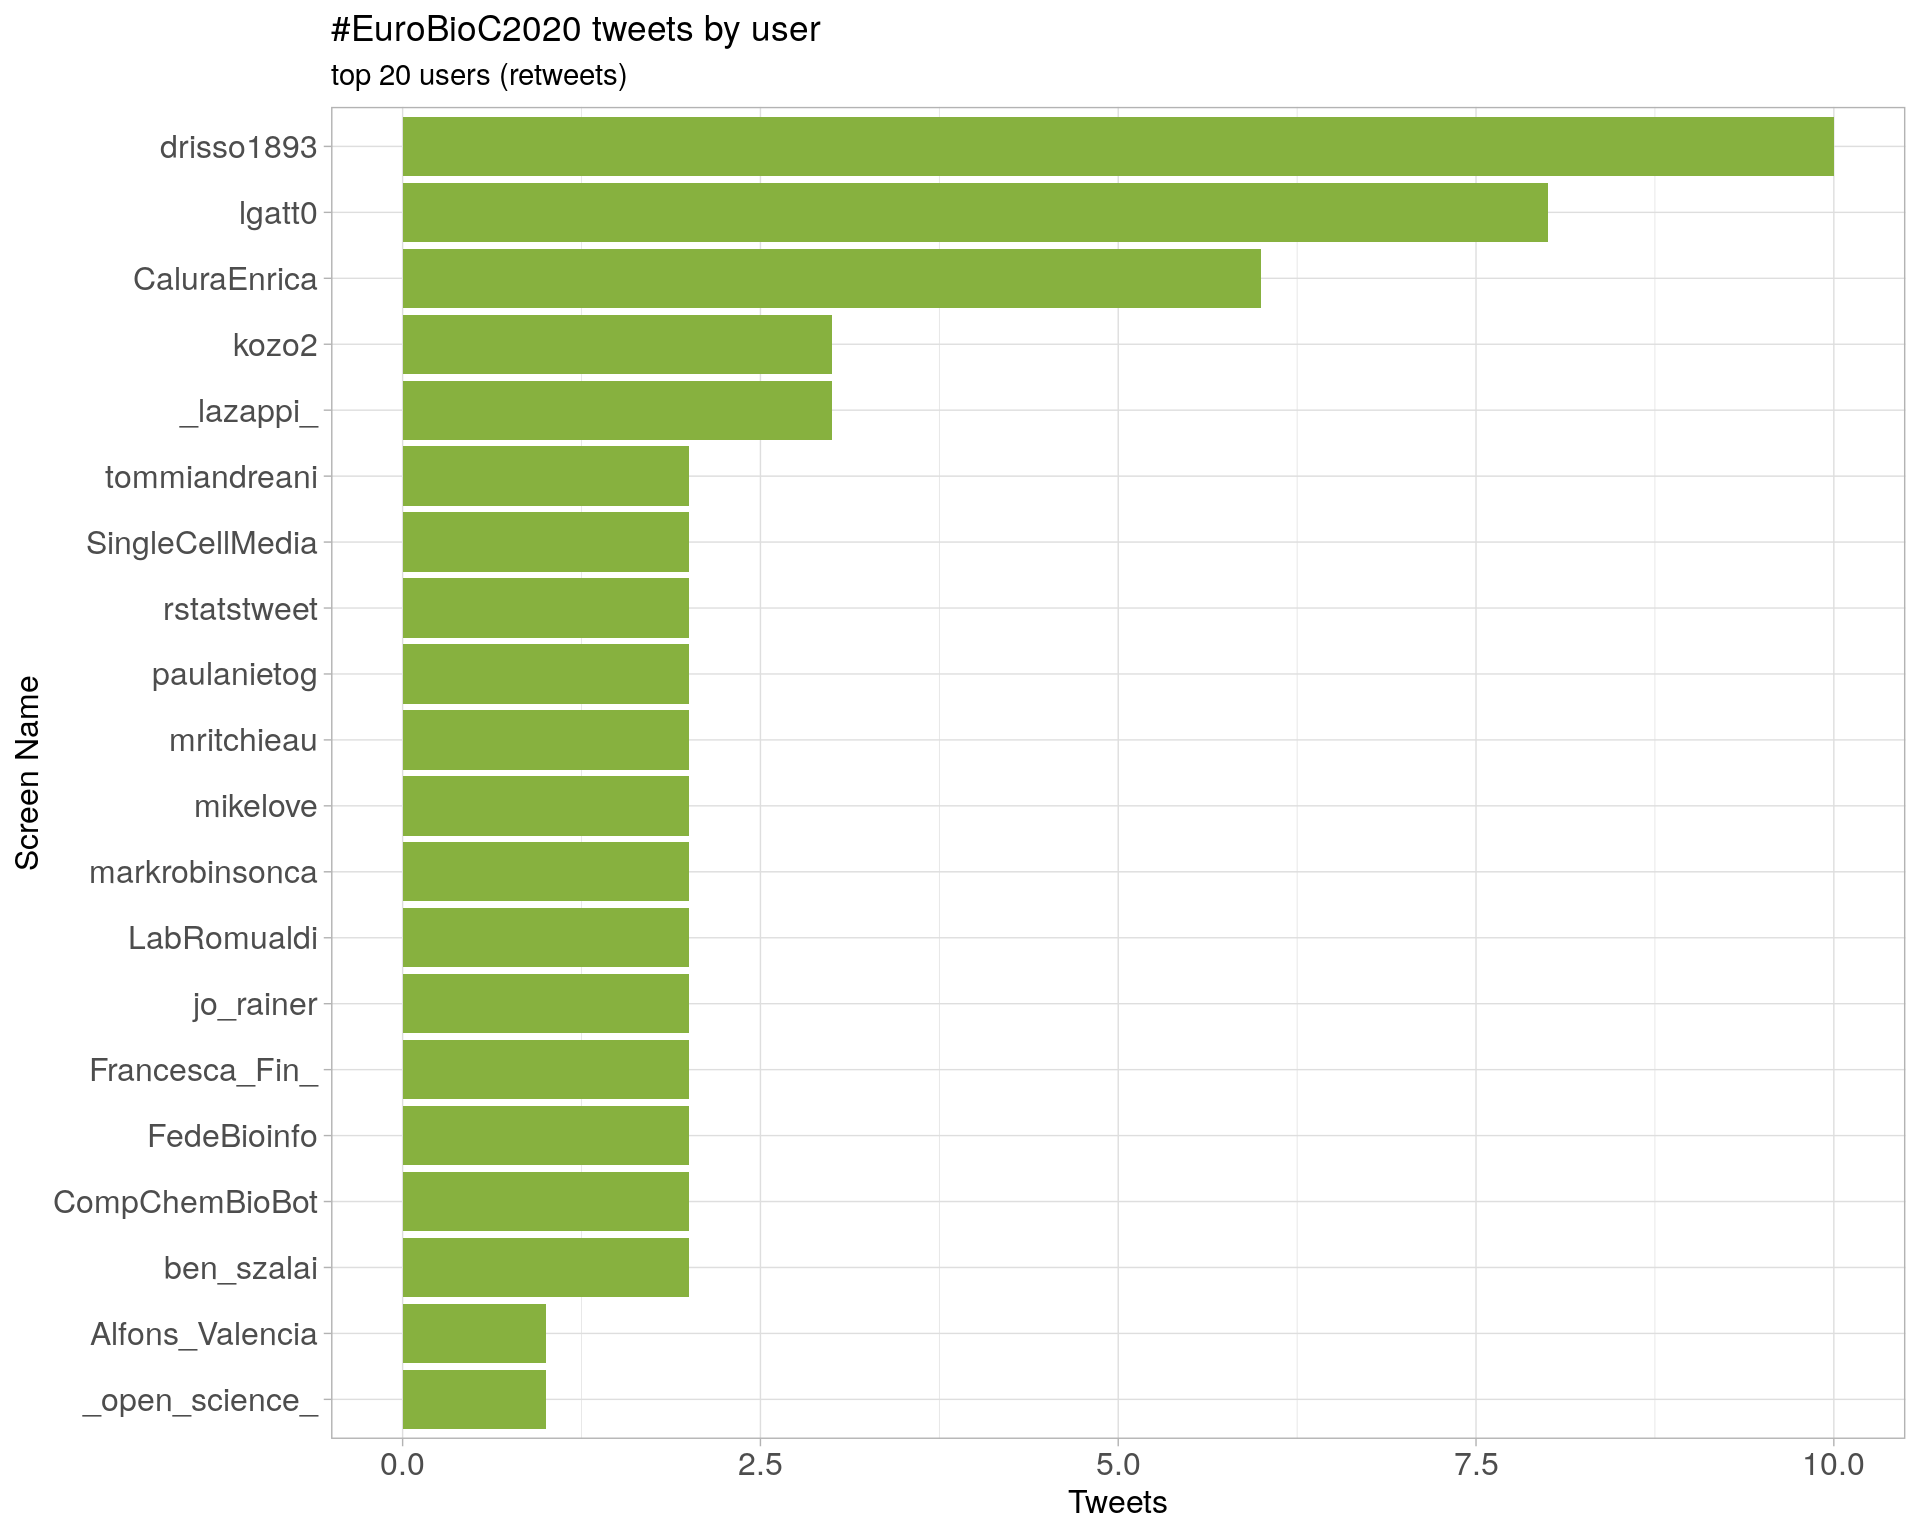 #EuroBioC2020 tweets by user
top 20 users (retweets)
drisso1893
lgatt0
CaluraEnrica
kozo2
_lazappi_
tommiandreani
SingleCellMedia
rstatstweet
paulanietog
mritchieau
mikelove
markrobinsonca
LabRomualdi
jo_rainer
Francesca_Fin_
FedeBioinfo
CompChemBioBot
ben_szalai
Alfons_Valencia
_open_science_
Screen Name
0.0 2.5 5.0 7.5 10.0
Tweets